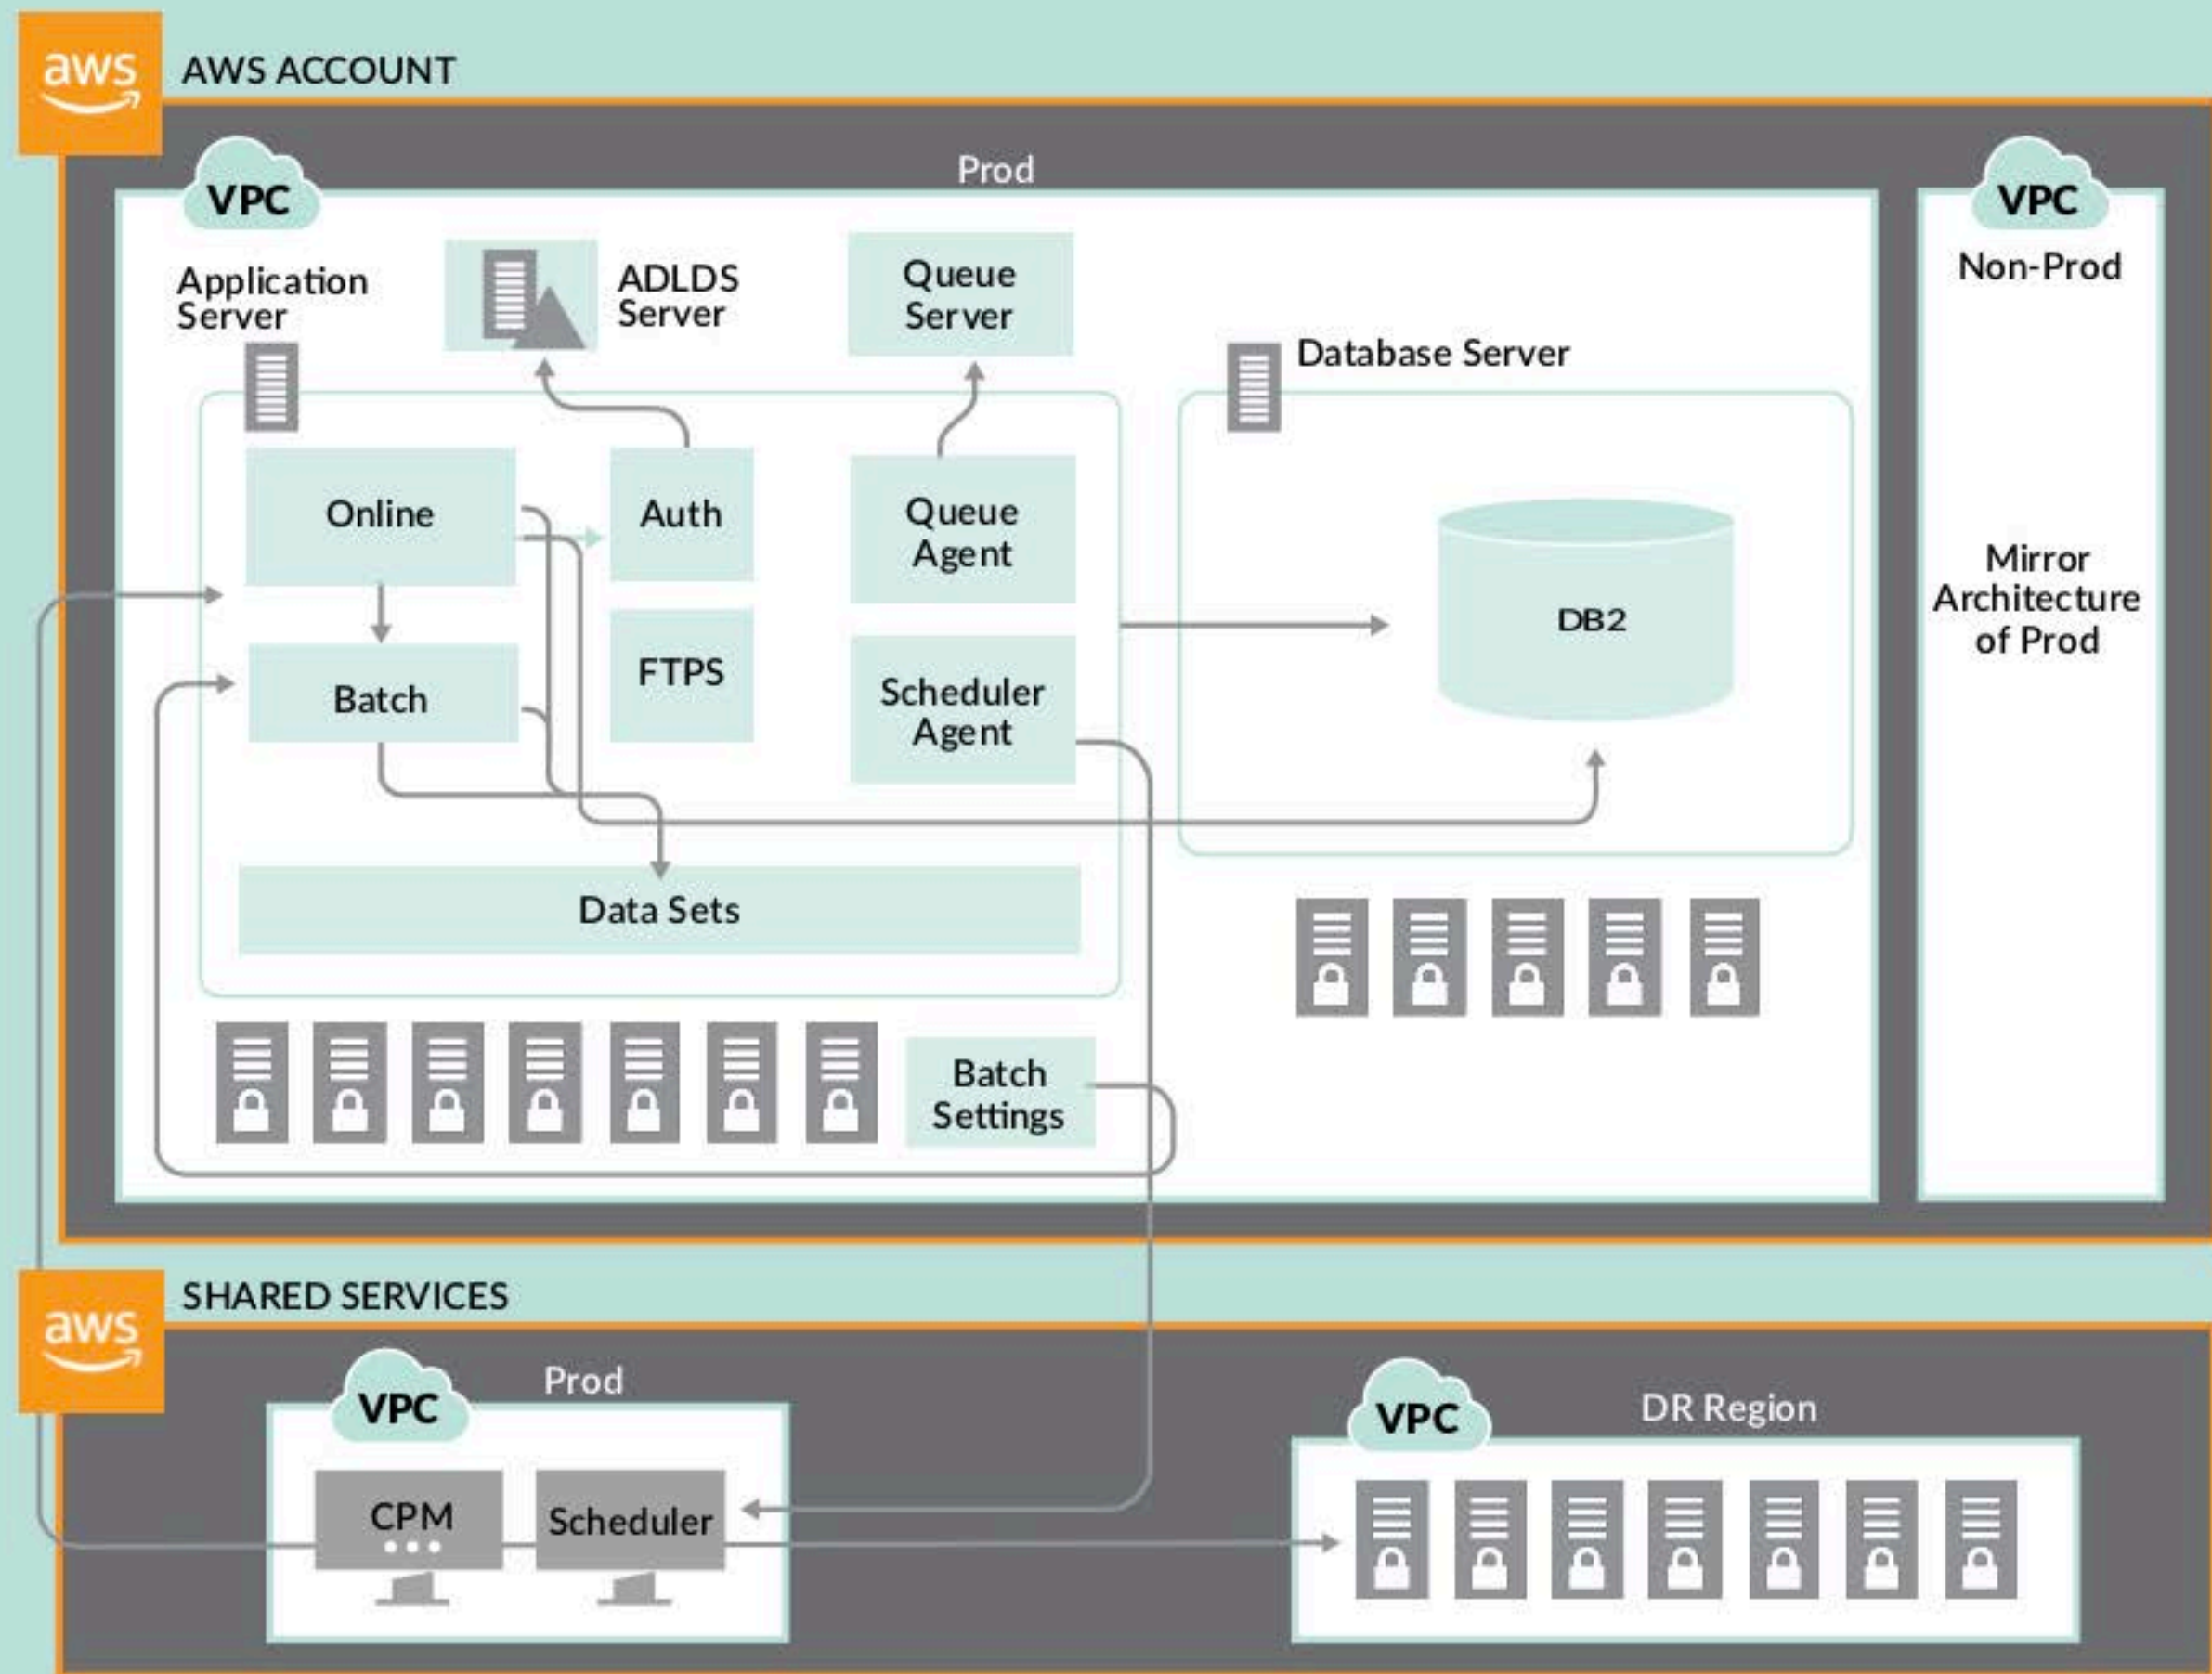 aws
AWS ACCOUNT
Prod
VPC
VPC
Non-Prod
Mirror
Architecture
of Prod
Application
Server
ADLDS
Server
Queue
Server
Database Server
Online
Auth
Queue
Agent
DB2
Batch
FTPS
Scheduler
Agent
Data Sets
Batch
Settings
aws
SHARED SERVICES
VPC
Prod
CPM
Scheduler
VPC
DR Region